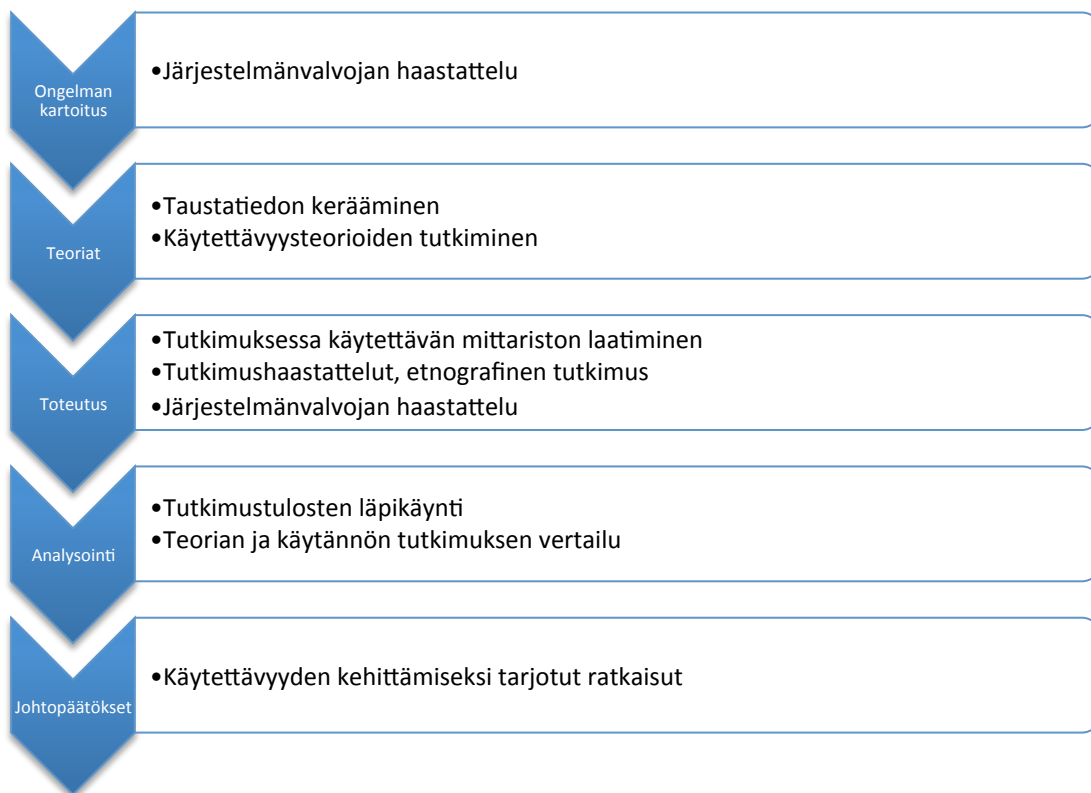 Ongelman
kartoitus
•Järjestelmänvalvojan haastattelu
Teoriat
•Taustatiedon kerääminen
•Käytettävyysteorioiden tutkiminen
Toteutus
•Tutkimuksessa käytettävän mittariston laatiminen
•Tutkimushaastattelut, etnografinen tutkimus
•Järjestelmänvalvojan haastattelu
Analysointi
•Tutkimustulosten läpikäynti
•Teorian ja käytännön tutkimuksen vertailu
Johtopäätökset
•Käytettävyyden kehittämiseksi tarjotut ratkaisut